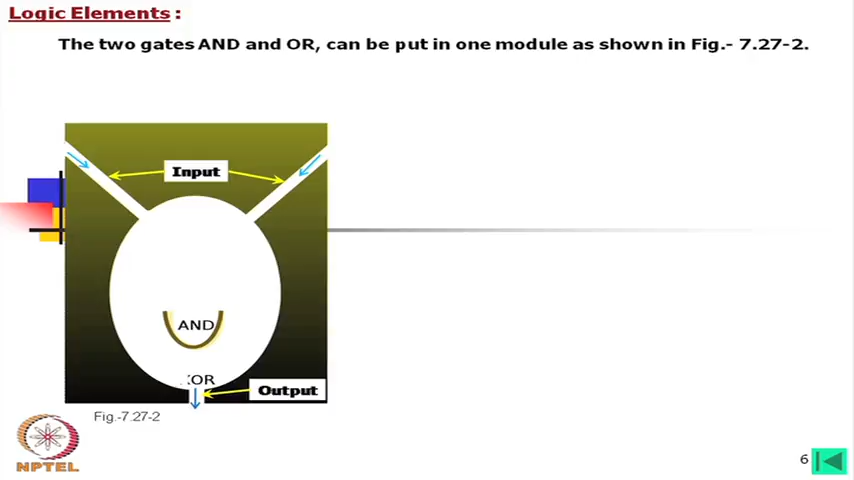 Logic Elements :
The two gates AND and OR, can be put in one module as shown in Fig.- 7.27-2.
Input
AND
XOR
Output
Fig.-7.27-2
NPTEL
6